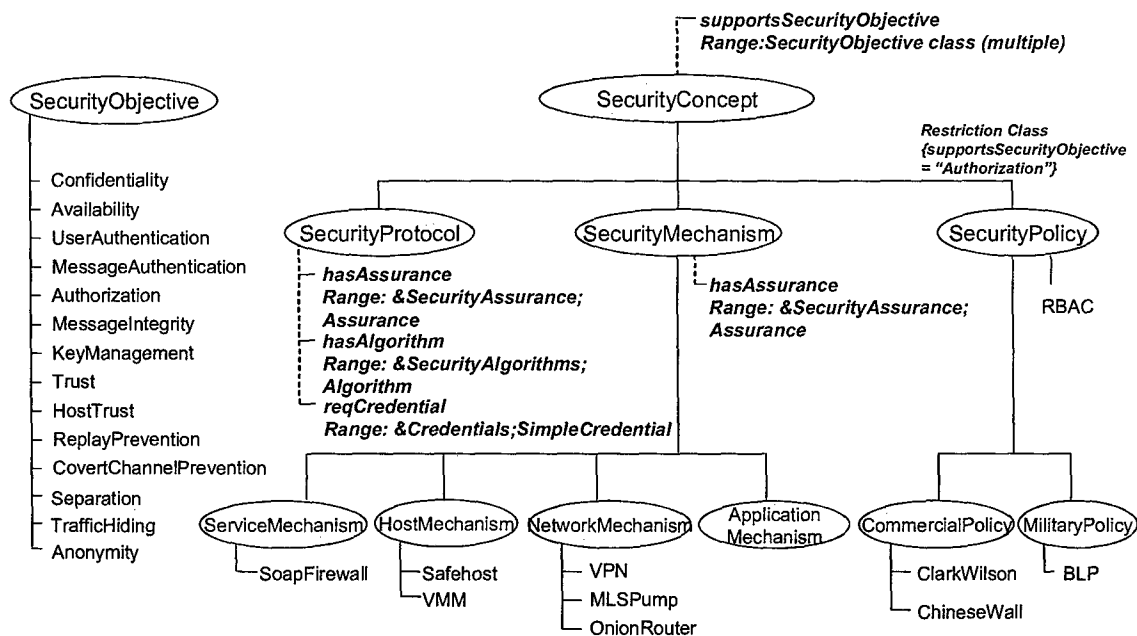 supportsSecurityObjective
Range:SecurityObjective class (multiple)
SecurityObjective
SecurityConcept
Restriction Class
{supportsSecurityObjective
= "Authorization"}
Confidentiality
Availability
UserAuthentication
MessageAuthentication
Authorization
MessageIntegrity
KeyManagement
Trust
HostTrust
ReplayPrevention
CovertChannelPrevention
Separation
TrafficHiding
Anonymity
SecurityProtocol
hasAssurance
Range: &SecurityAssurance;
Assurance
hasAlgorithm
Range: &SecurityAlgorithms;
Algorithm
reqCredential
Range: &Credentials;SimpleCredential
SecurityMechanism
hasAssurance
Range: &SecurityAssurance;
Assurance
SecurityPolicy
RBAC
ServiceMechanism
SoapFirewall
HostMechanism
Safehost
VMM
NetworkMechanism
VPN
MLSPump
OnionRouter
Application
Mechanism
CommercialPolicy
ClarkWilson
ChineseWall
MilitaryPolicy
BLP